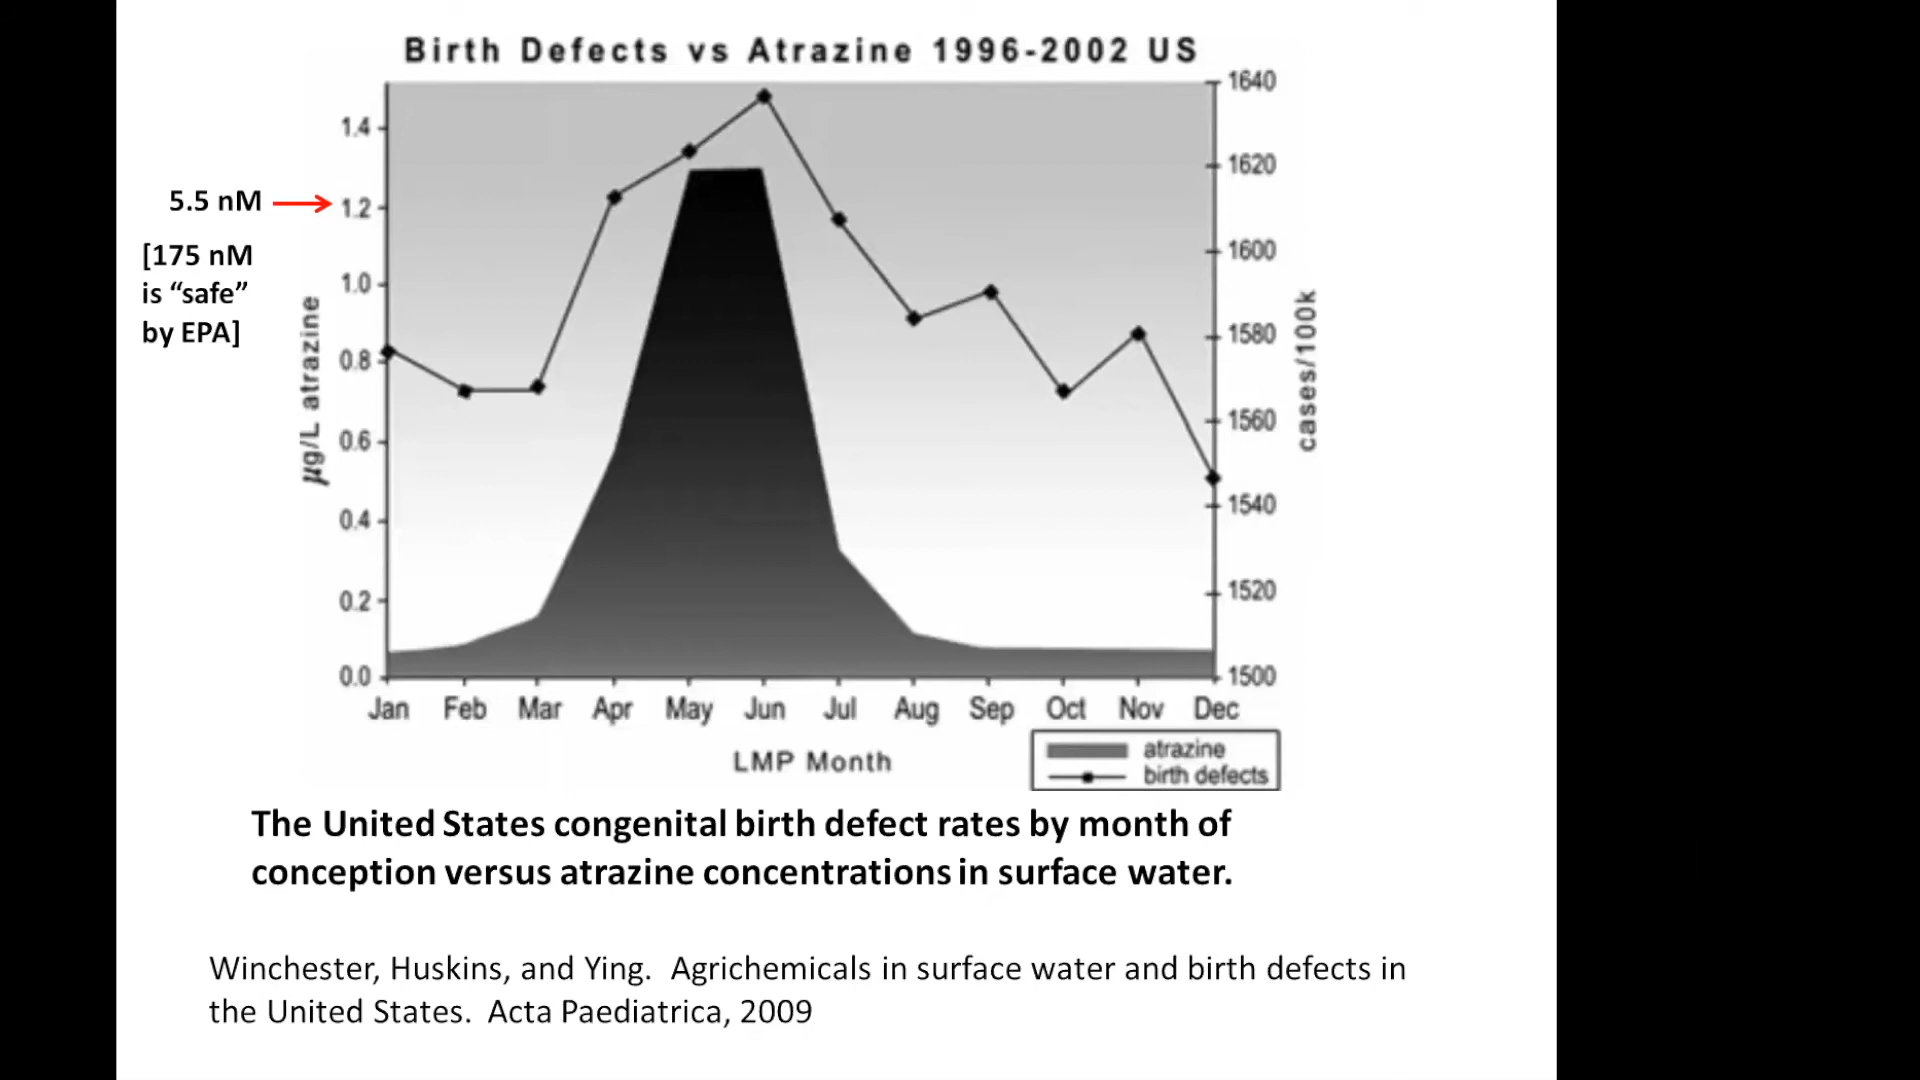 Birth Defects vs Atrazine 1996-2002 US
5.5 nM
[175 nM
is “safe”
by EPA]
µg/L atrazine
1.4
1.2
1.0
0.8
0.6
0.4
0.2
0.0
1640
1620
1600
1580
1560
1540
1520
1500
cases/100k
Jan Feb Mar Apr May Jun Jul Aug Sep Oct Nov Dec
LMP Month
atrazine
birth defects
The United States congenital birth defect rates by month of
conception versus atrazine concentrations in surface water.
Winchester, Huskins, and Ying. Agrichemicals in surface water and birth defects in
the United States. Acta Paediatrica, 2009